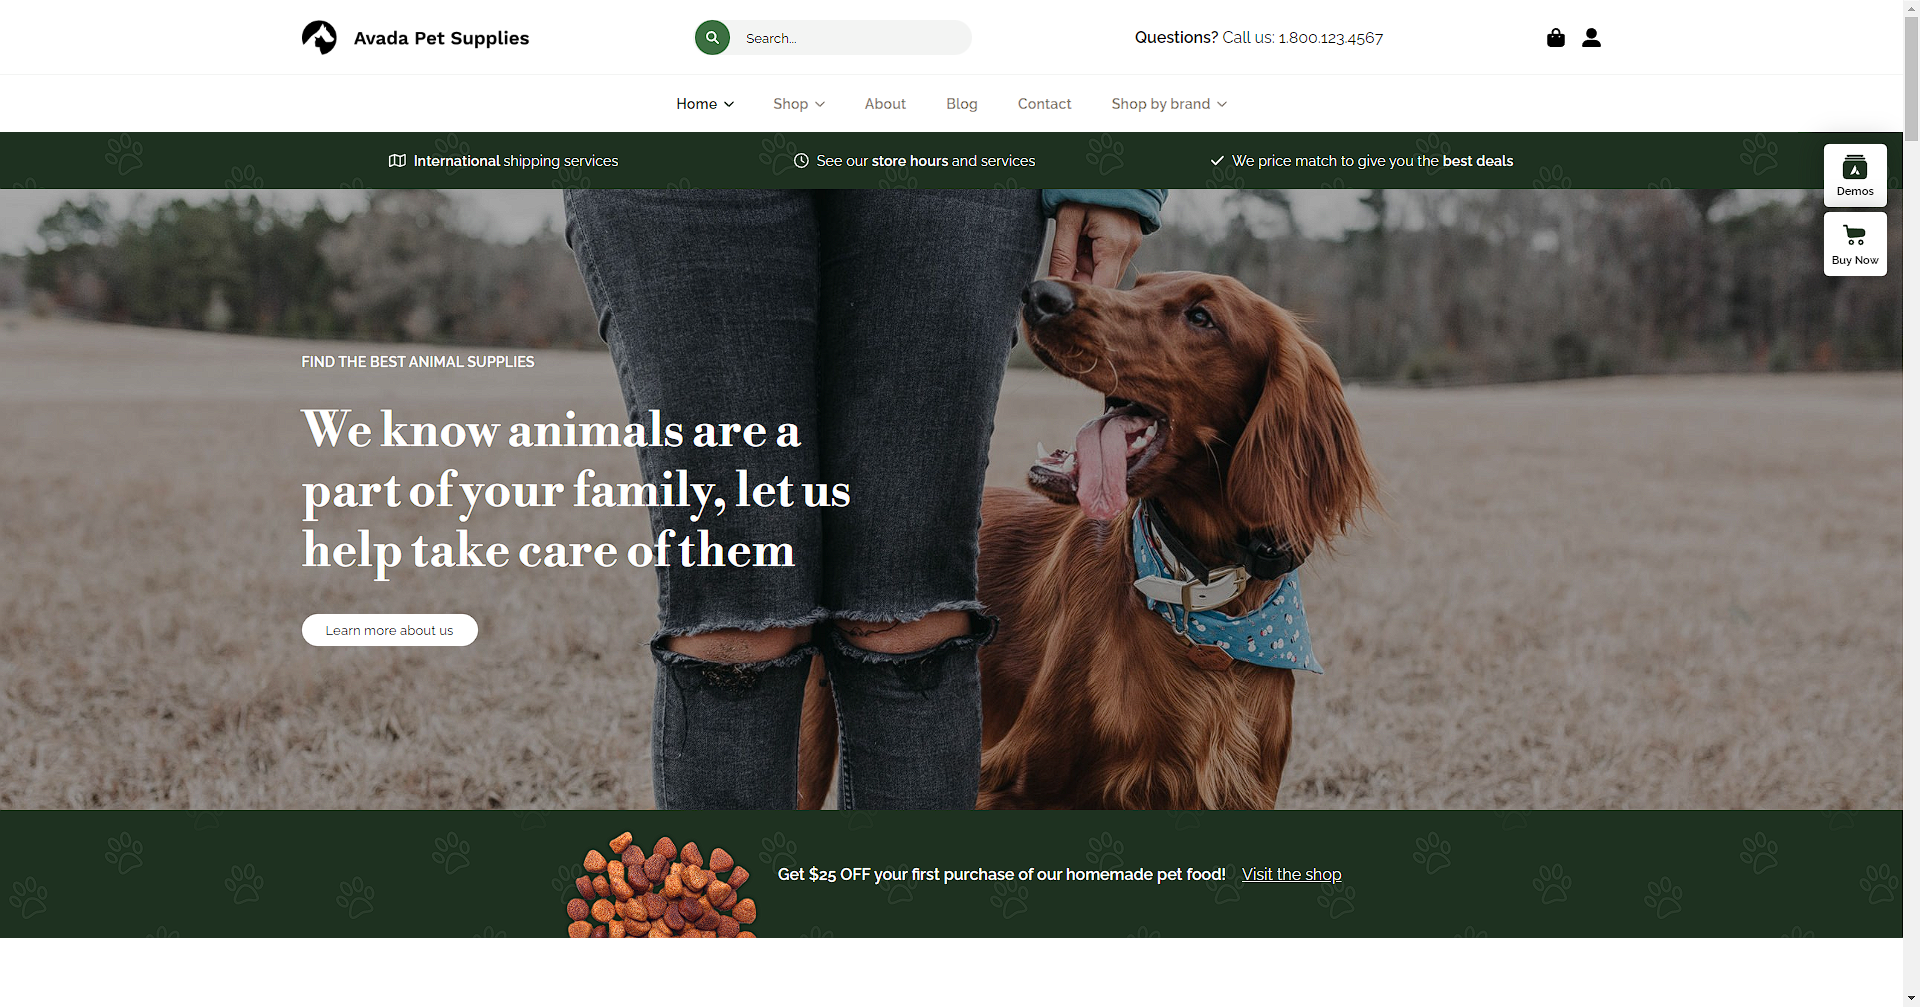 Avada Pet Supplies
Search...
Questions? Call us: 1.800.123.4567
Home
Shop
About
Blog
Contact
Shop by brand
International shipping services
See our store hours and services
We price match to give you the best deals
Demos
Buy Now
FIND THE BEST ANIMAL SUPPLIES
We know animals are a
part of your family, let us
help take care of them
Learn more about us
Get $25 OFF your first purchase of our homemade pet food! Visit the shop